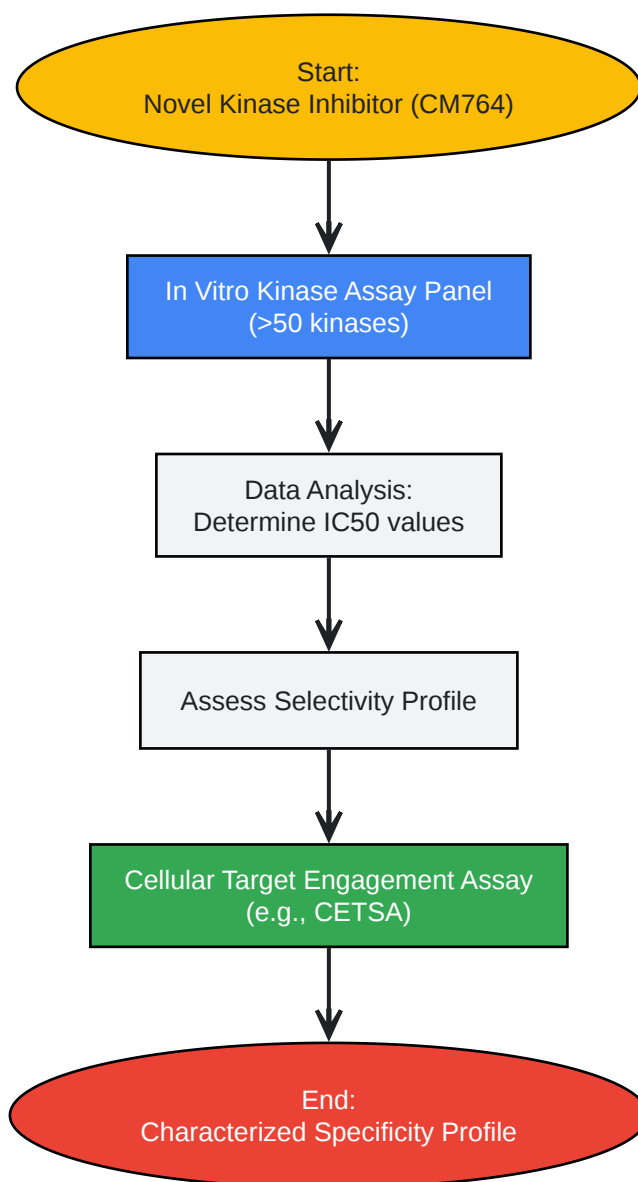 Start:
Novel Kinase Inhibitor (CM764)
In Vitro Kinase Assay Panel
(>50 kinases)
Data Analysis:
Determine IC50 values
Assess Selectivity Profile
Cellular Target Engagement Assay
(e.g., CETSA)
End:
Characterized Specificity Profile